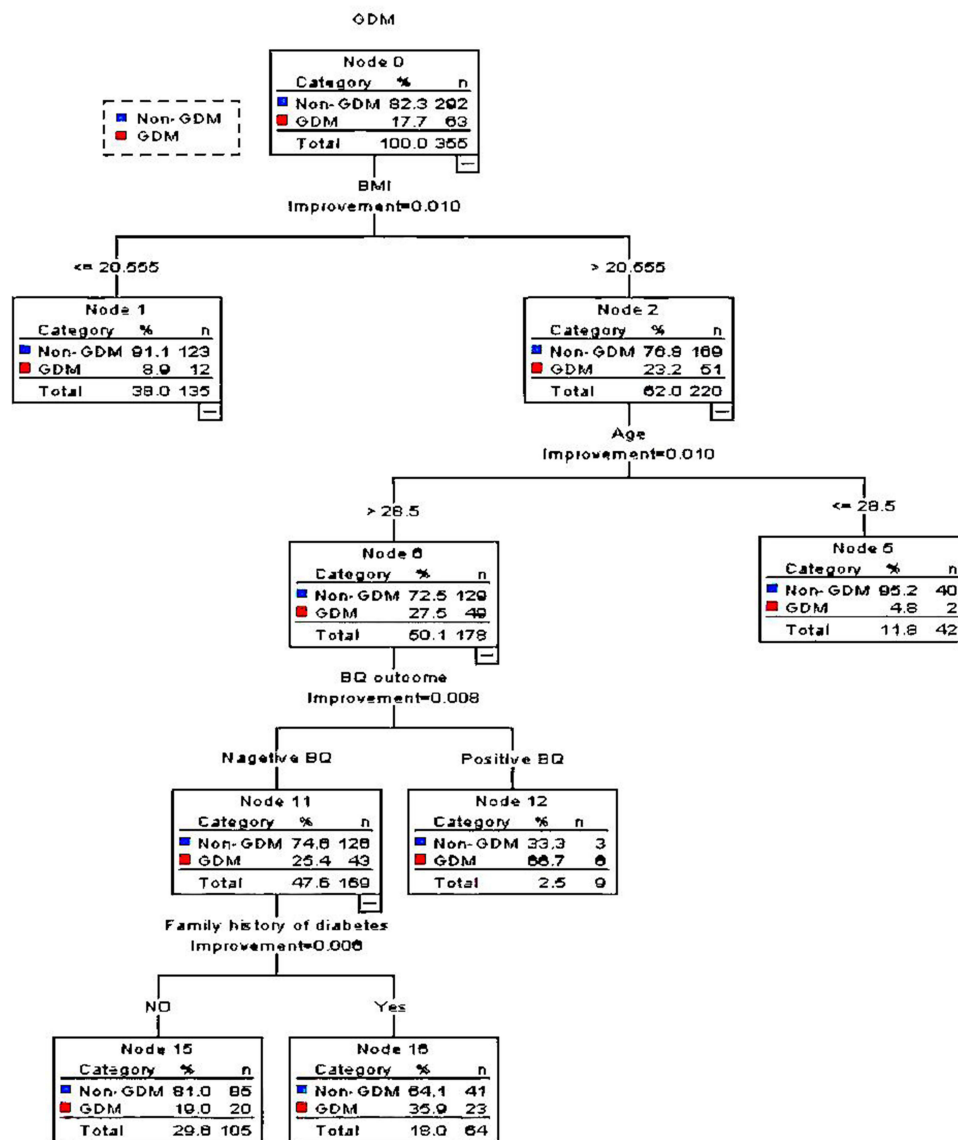 GDM
Node 0
Category % n
Non-GDM 82.3 292
GDM 17.7 63
Total 100.0 355
Non-GDM
GDM
BMI
Improvement=0.010
<= 20.555
> 20.555
Node 1
Category % n
Non-GDM 91.1 123
GDM 8.9 12
Total 38.0 135
Node 2
Category % n
Non-GDM 76.8 169
GDM 23.2 51
Total 62.0 220
Age
Improvement=0.010
> 28.5
<= 28.5
Node 6
Category % n
Non-GDM 72.5 129
GDM 27.5 49
Total 50.1 178
Node 5
Category % n
Non-GDM 95.2 40
GDM 4.8 2
Total 11.8 42
BQ outcome
Improvement=0.008
Nagetive BQ
Positive BQ
Node 11
Category % n
Non-GDM 74.6 126
GDM 25.4 43
Total 47.6 169
Node 12
Category % n
Non-GDM 33.3 3
GDM 66.7 6
Total 2.5 9
Family history of diabetes
Improvement=0.006
NO
Yes
Node 15
Category % n
Non-GDM 81.0 85
GDM 19.0 20
Total 29.6 105
Node 16
Category % n
Non-GDM 64.1 41
GDM 35.9 23
Total 18.0 64